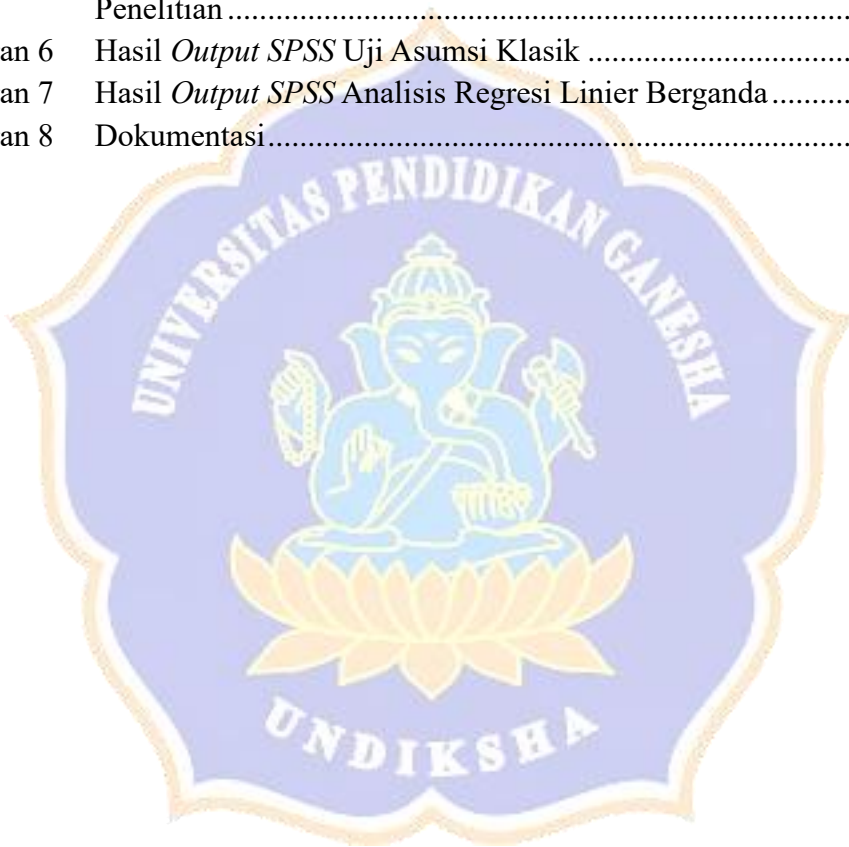 Penelitian ................................................................................
an 6 Hasil Output SPSS Uji Asumsi Klasik .................................
an 7 Hasil Output SPSS Analisis Regresi Linier Berganda ..........
an 8 Dokumentasi.........................................................................
UNIVERSITAS PENDIDIKAN GANESHA
UNDIKSHA